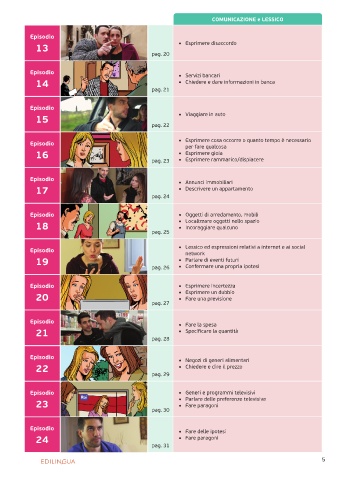 COMUNICAZIONE e LESSICO
Episodio
13
pag. 20
• Esprimere disaccordo
Episodio
14
pag. 21
• Servizi bancari
• Chiedere e dare informazioni in banca
Episodio
15
pag. 22
• Viaggiare in auto
Episodio
16
pag. 23
• Esprimere cosa occorre o quanto tempo è necessario
per fare qualcosa
• Esprimere gioia
• Esprimere rammarico/dispiacere
Episodio
17
pag. 24
• Annunci immobiliari
• Descrivere un appartamento
Episodio
18
pag. 25
• Oggetti di arredamento, mobili
• Localizzare oggetti nello spazio
• Incoraggiare qualcuno
Episodio
19
pag. 26
• Lessico ed espressioni relativi a internet e ai social
network
• Parlare di eventi futuri
• Confermare una propria ipotesi
Episodio
20
pag. 27
• Esprimere incertezza
• Esprimere un dubbio
• Fare una previsione
Episodio
21
pag. 28
• Fare la spesa
• Specificare la quantità
Episodio
22
pag. 29
• Negozi di generi alimentari
• Chiedere e dire il prezzo
Episodio
23
pag. 30
• Generi e programmi televisivi
• Parlare delle preferenze televisive
• Fare paragoni
Episodio
24
pag. 31
• Fare delle ipotesi
• Fare paragoni
EDILINGUA
5